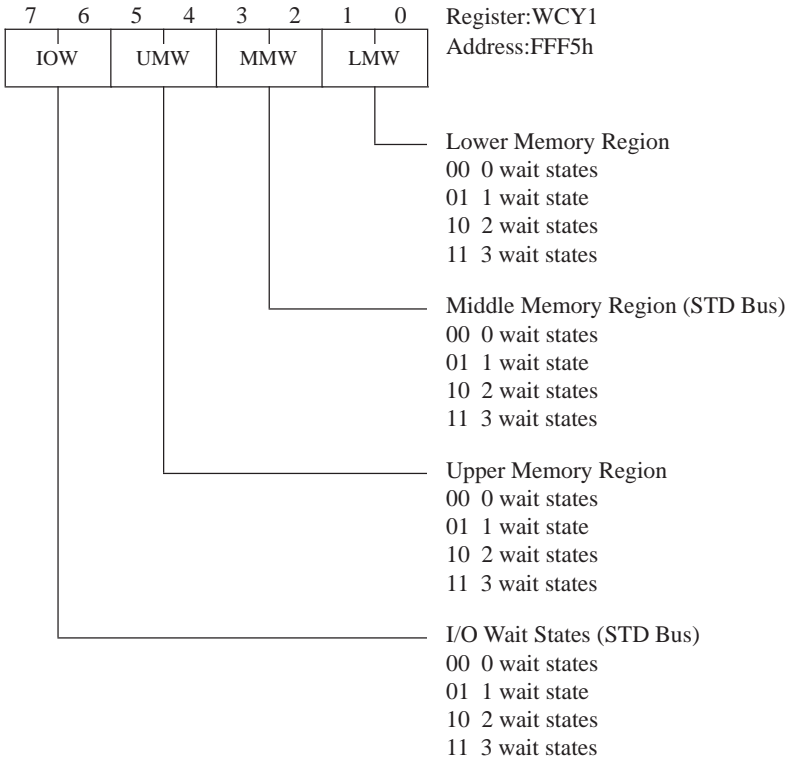 7 6 5 4 3 2 1 0
IOW UMW MMW LMW
Register:WCY1
Address:FFF5h
Lower Memory Region
00 0 wait states
01 1 wait state
10 2 wait states
11 3 wait states
Middle Memory Region (STD Bus)
00 0 wait states
01 1 wait state
10 2 wait states
11 3 wait states
Upper Memory Region
00 0 wait states
01 1 wait state
10 2 wait states
11 3 wait states
I/O Wait States (STD Bus)
00 0 wait states
01 1 wait state
10 2 wait states
11 3 wait states